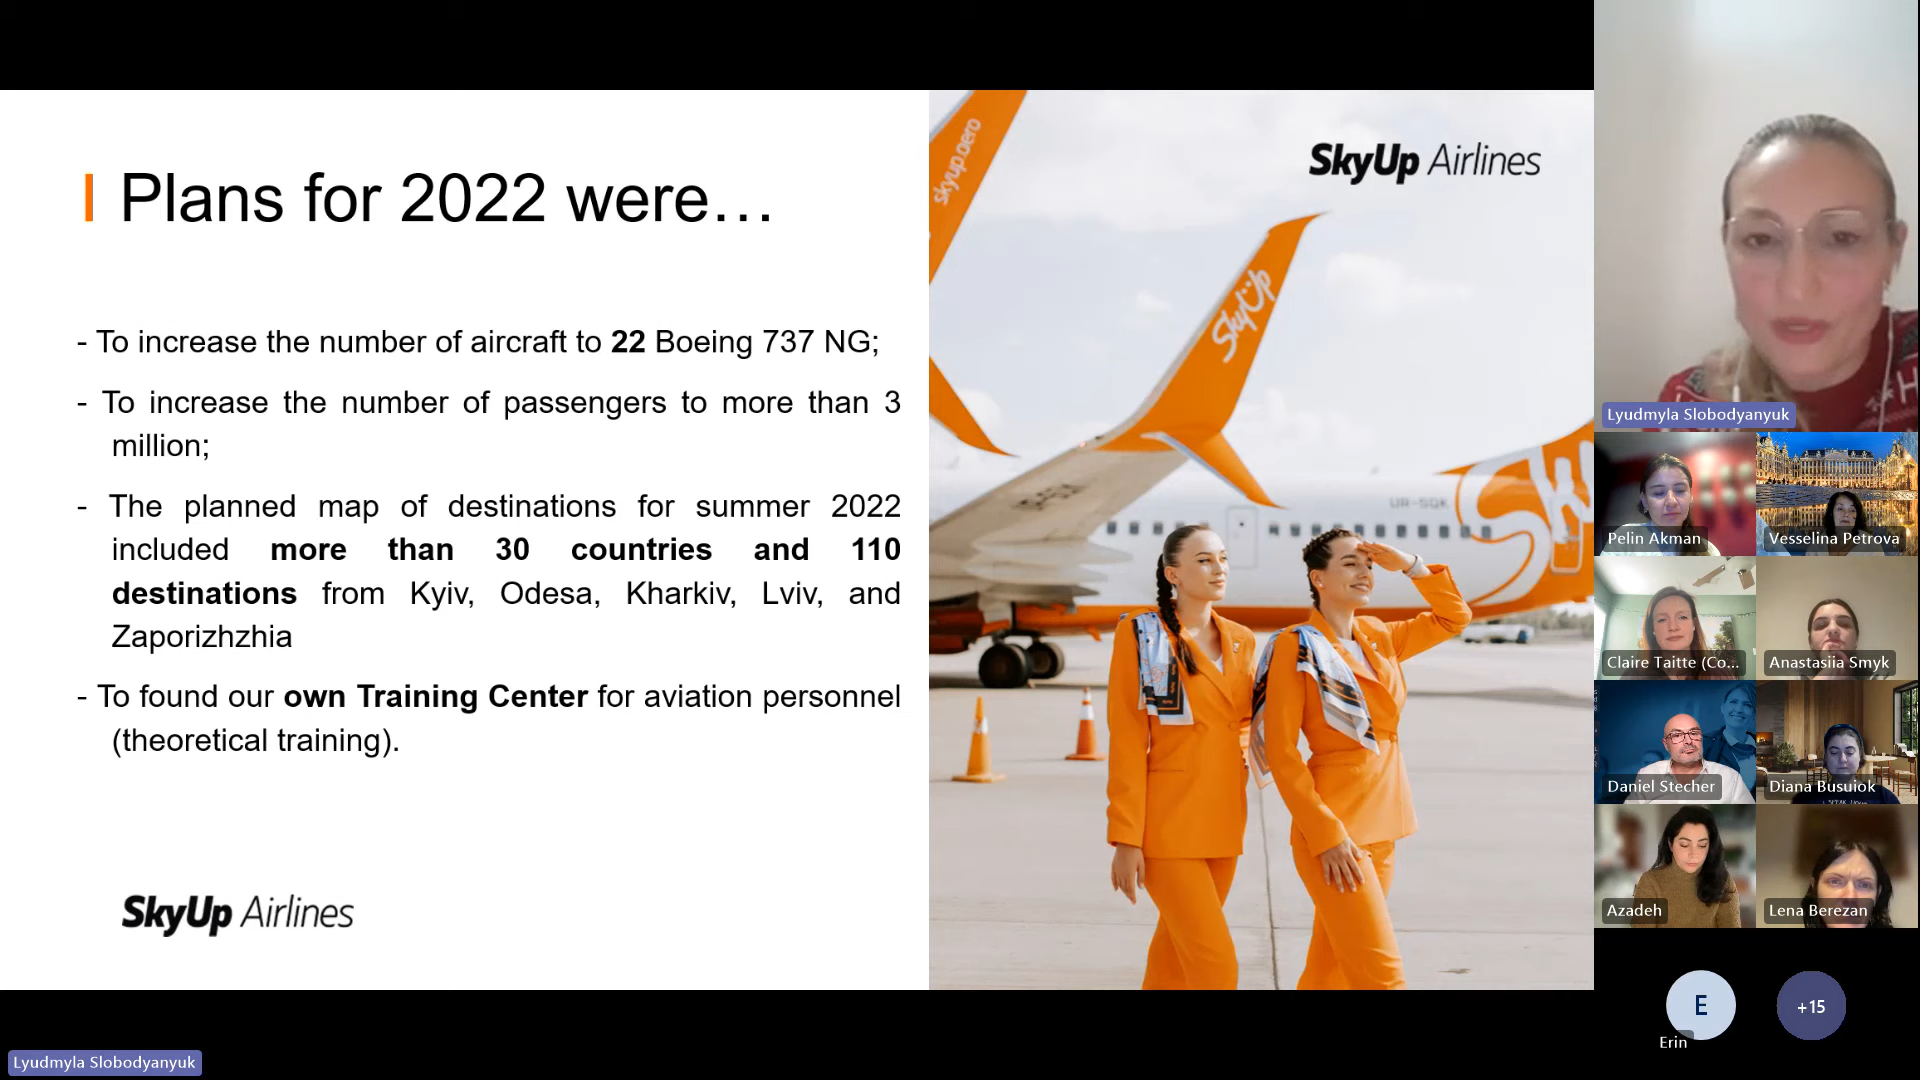 Plans for 2022 were…
- To increase the number of aircraft to 22 Boeing 737 NG;
- To increase the number of passengers to more than 3
million;
- The planned map of destinations for summer 2022
included more than 30 countries and 110
destinations from Kyiv, Odesa, Kharkiv, Lviv, and
Zaporizhzhia
- To found our own Training Center for aviation personnel
(theoretical training).
SkyUp Airlines
skyup.aero
SkyUp Airlines
SkyUp
UR-SQK
Lyudmyla Slobodyanyuk
Pelin Akman
Vesselina Petrova
Claire Taitte (Co...
Anastasiia Smyk
Daniel Stecher
Diana Busuiok
Azadeh
Lena Berezan
E
Erin
+15
Lyudmyla Slobodyanyuk